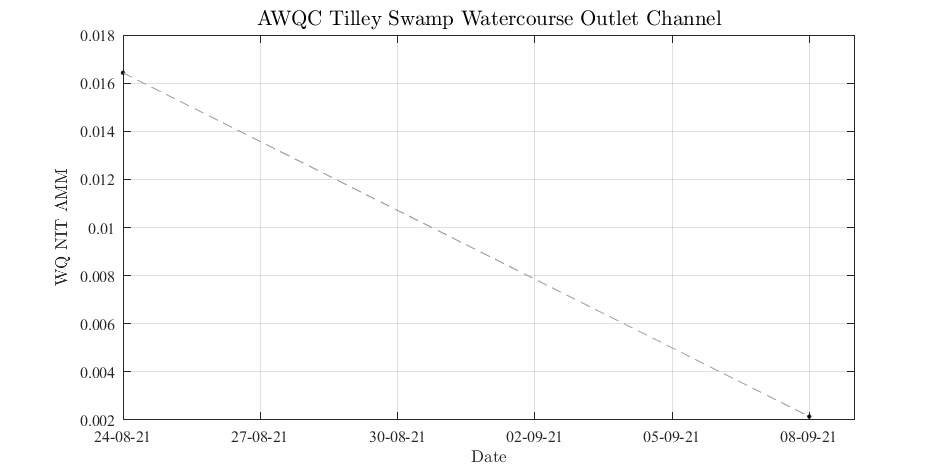 AWQC Tilley Swamp Watercourse Outlet Channel
0.018
0.016
0.014
0.012
0.01
0.008
0.006
0.004
0.002
WQ NIT AMM
24-08-21 27-08-21 30-08-21 02-09-21 05-09-21 08-09-21
Date